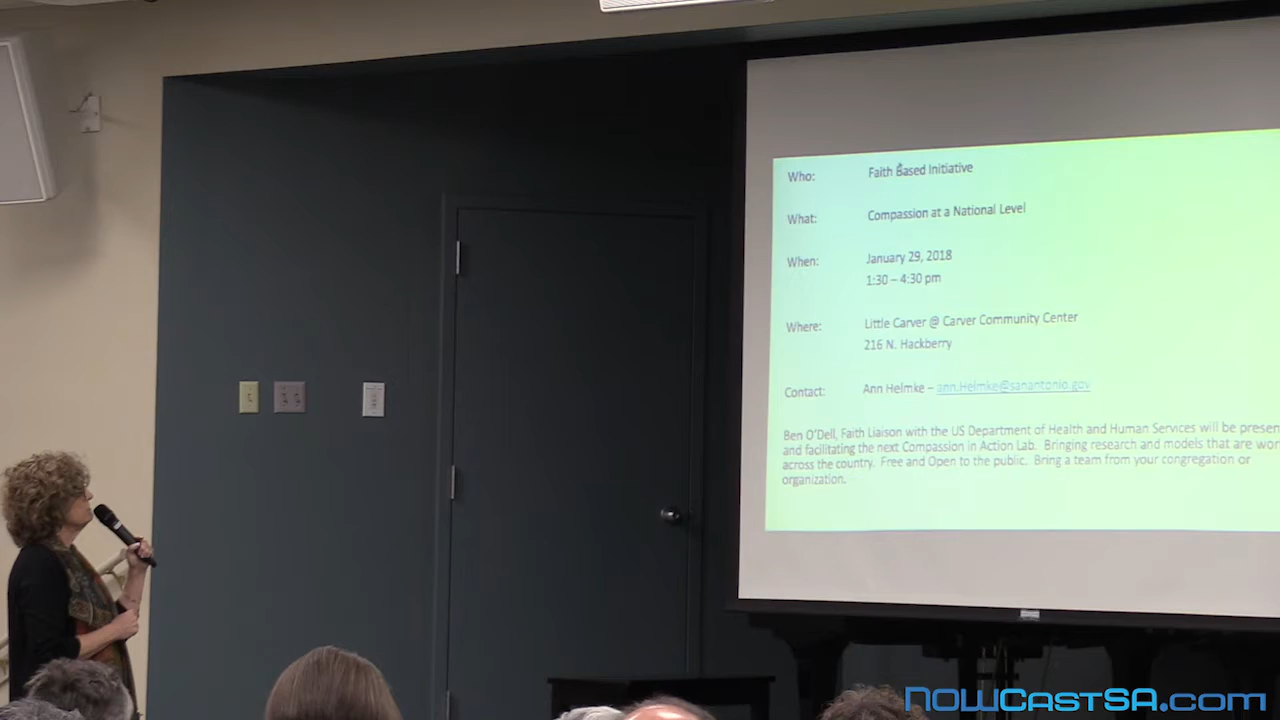 Who: Faith Based Initiative
What: Compassion at a National Level
When: January 29, 2018
1:30 – 4:30 pm
Where: Little Carver @ Carver Community Center
216 N. Hackberry
Contact: Ann Helmke – ann.Helmke@sanantonio.gov
Ben O'Dell, Faith Liaison with the US Department of Health and Human Services will be presen
and facilitating the next Compassion in Action Lab. Bringing research and models that are wor
across the country. Free and Open to the public. Bring a team from your congregation or
organization.
NOWCASTSA.com